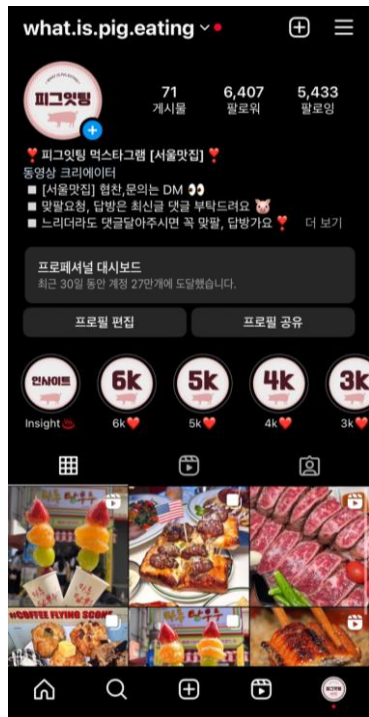 what.is.pig.eating
피그잇팅
71
6,407
5,433
게시물
팔로워
팔로잉
피그잇팅 먹스타그램 [서울맛집]
동영상 크리에이터
■ [서울맛집] 협찬,문의는 DM
■ 맞팔요청, 답방은 최신글 댓글 부탁드려요
■ 느리더라도 댓글달아주시면 꼭 맞팔, 답방가요 더 보기
프로페셔널 대시보드
최근 30일 동안 계정 27만개에 도달했습니다.
프로필 편집
프로필 공유
인사이트
6k
5k
4k
3k
Insight
6k
5k
4k
3k
#COFFEE FLYING SCONE